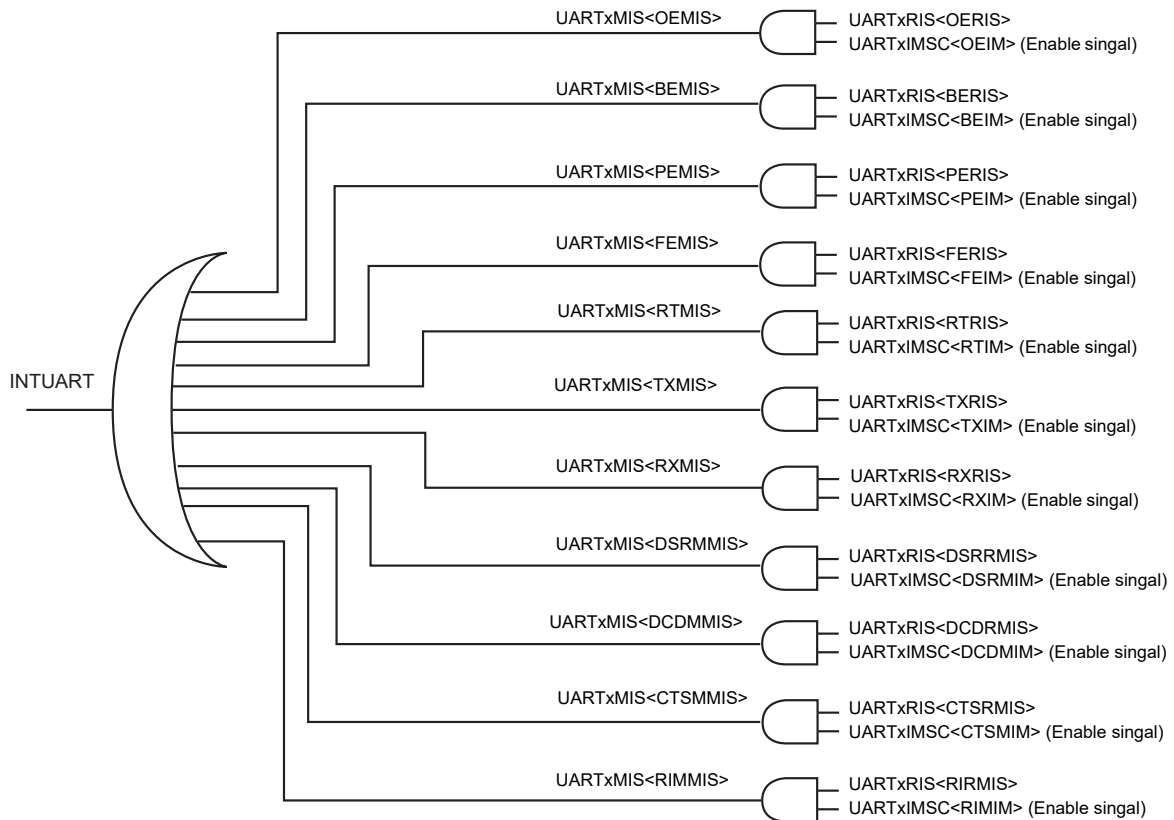 UARTxMIS<OEMIS>
UARTxRIS<OERIS>
UARTxIMSC<OEIM> (Enable singal)
UARTxMIS<BEMIS>
UARTxRIS<BERIS>
UARTxIMSC<BEIM> (Enable singal)
UARTxMIS<PEMIS>
UARTxRIS<PERIS>
UARTxIMSC<PEIM> (Enable singal)
UARTxMIS<FEMIS>
UARTxRIS<FERIS>
UARTxIMSC<FEIM> (Enable singal)
UARTxMIS<RTMIS>
UARTxRIS<RTRIS>
UARTxIMSC<RTIM> (Enable singal)
INTUART
UARTxMIS<TXMIS>
UARTxRIS<TXRIS>
UARTxIMSC<TXIM> (Enable singal)
UARTxMIS<RXMIS>
UARTxRIS<RXRIS>
UARTxIMSC<RXIM> (Enable singal)
UARTxMIS<DSRMMIS>
UARTxRIS<DSRRMIS>
UARTxIMSC<DSRMIM> (Enable singal)
UARTxMIS<DCDMMIS>
UARTxRIS<DCDRMIS>
UARTxIMSC<DCDMIM> (Enable singal)
UARTxMIS<CTSMMIS>
UARTxRIS<CTSRMIS>
UARTxIMSC<CTSMIM> (Enable singal)
UARTxMIS<RIMMIS>
UARTxRIS<RIRMIS>
UARTxIMSC<RIMIM> (Enable singal)